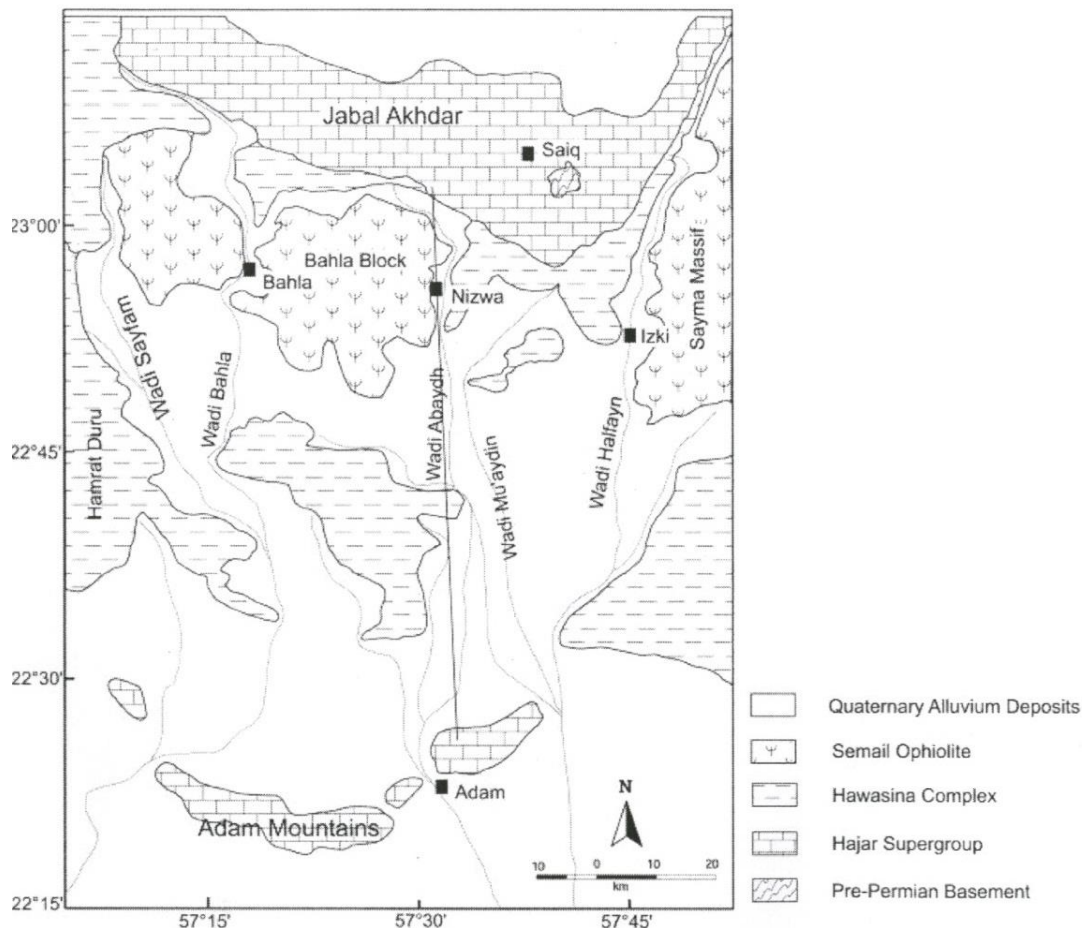 Jabal Akhdar
Saiq
23°00'
Bahla Block
Bahla
Nizwa
Sayma Massif
Izki
Wadi Sayfam
Wadi Bahla
Wadi Abaydh
Wadi Mu'aydin
Wadi Halfayn
22°45'
Hamrat Duru
22°30'
Adam
Adam Mountains
N
10 0 10 20
km
22°15'
57°15' 57°30' 57°45'
Quaternary Alluvium Deposits
Semail Ophiolite
Hawasina Complex
Hajar Supergroup
Pre-Permian Basement